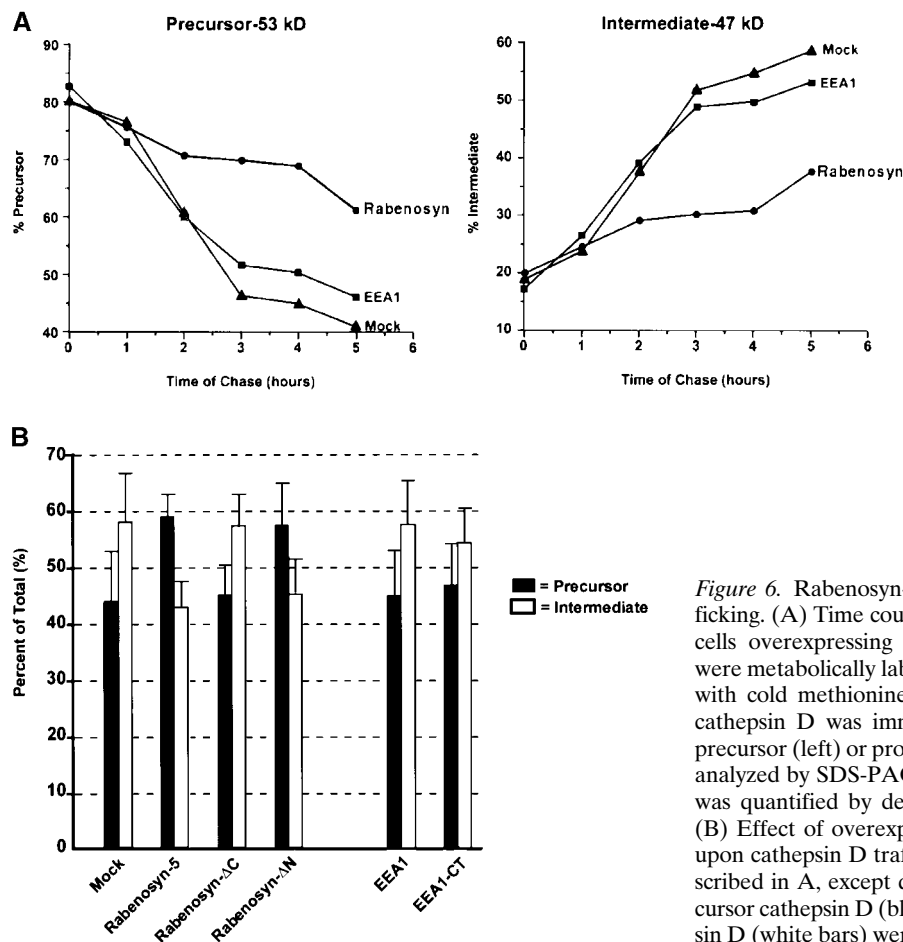 A
Precursor-53 kD
Intermediate-47 kD
% Precursor
90
80
70
60
50
40
0
1
2
3
4
5
6
Rabenosyn
EEA1
Mock
Time of Chase (hours)
% Intermediate
60
50
40
30
20
10
0
1
2
3
4
5
6
Mock
EEA1
Rabenosyn
Time of Chase (hours)
B
Percent of Total (%)
70
60
50
40
30
20
10
0
Mock
Rabenosyn-5
Rabenosyn-ΔC
Rabenosyn-ΔN
EEA1
EEA1-CT
= Precursor
= Intermediate
Figure 6. Rabenosyn-
ficking. (A) Time cou
cells overexpressing
were metabolically lab
with cold methionine
cathepsin D was imm
precursor (left) or pro
analyzed by SDS-PAG
was quantified by de
(B) Effect of overexp
upon cathepsin D traf
scribed in A, except
cursor cathepsin D (bl
sin D (white bars) wer